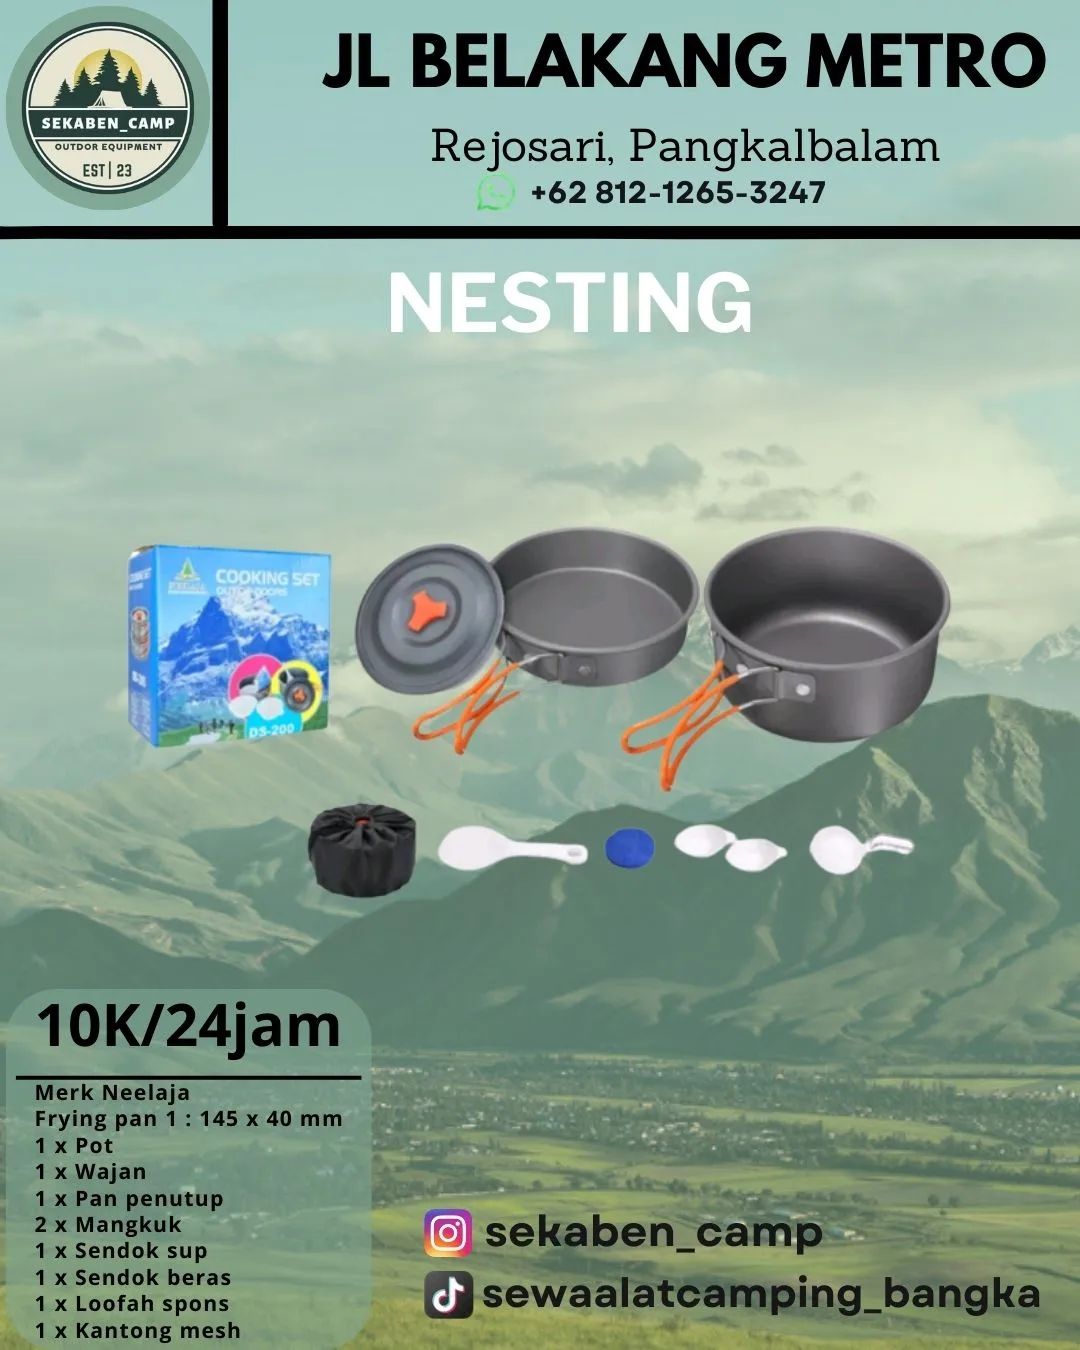 SEKABEN_CAMP
OUTDOR EQUIPMENT
EST| 23
JL BELAKANG METRO
Rejosari, Pangkalbalam
+62 812-1265-3247
NESTING
COOKING SET
DS-200
10K/24jam
Merk Neelaja
Frying pan 1 : 145 x 40 mm
1 x Pot
1 x Wajan
1 x Pan penutup
2 x Mangkuk
1 x Sendok sup
1 x Sendok beras
1 x Loofah spons
1 x Kantong mesh
sekaben_camp
sewaalatcamping_bangka